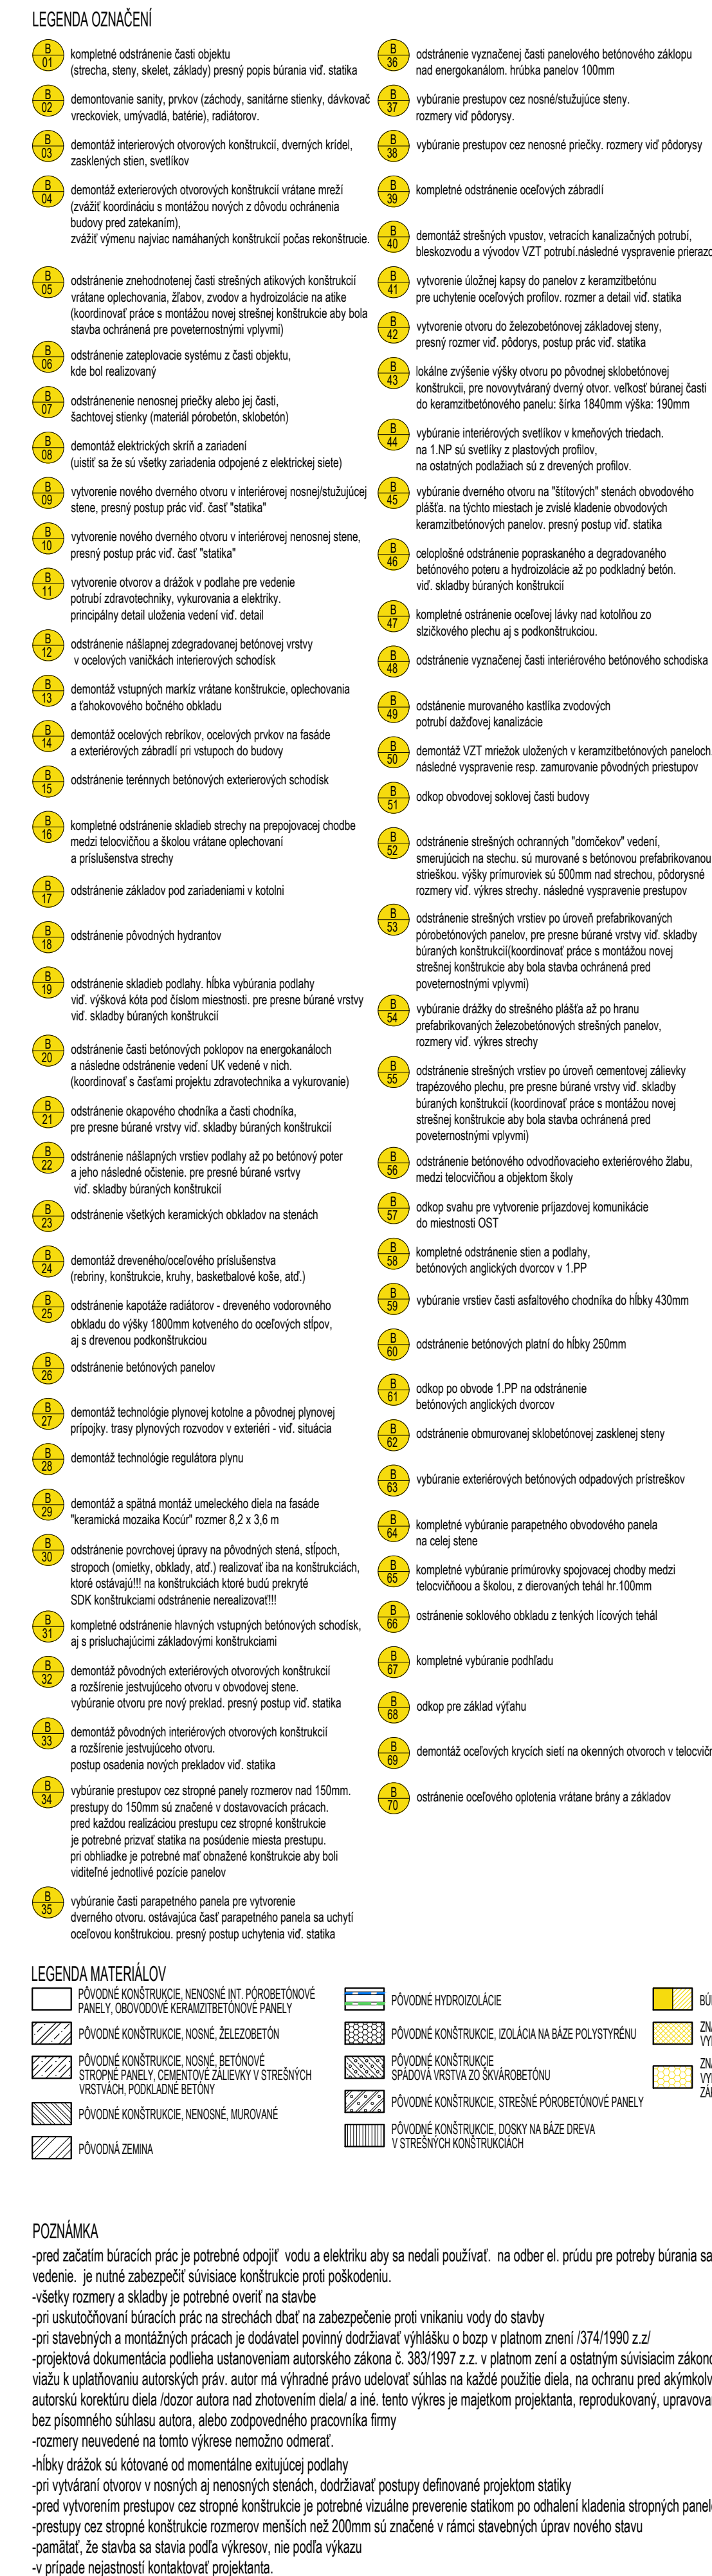 LEGENDA OZNAČENÍ
B 01 kompletné odstránenie časti objektu
(strecha, steny, skelet, základy) presný popis búrania viď. statika
B 02 demontovanie sanity, prvkov (záchody, sanitárne stienky, dávkovač
vreckoviek, umývadlá, batérie), radiátorov.
B 03 demontáž interierových otvorových konštrukcií, dverných krídel,
zasklených stien, svetlíkov
B 04 demontáž exterierových otvorových konštrukcií vrátane mreží
(zvážiť koordináciu s montážou nových z dôvodu ochránenia
budovy pred zatekaním),
zvážiť výmenu najviac namáhaných konštrukcií počas rekonštrukcie.
B 05 odstránenie znehodnotenej časti strešných atikových konštrukcií
vrátane oplechovania, žľabov, zvodov a hydroizolácie na atike
(koordinovať práce s montážou novej strešnej konštrukcie aby bola
stavba ochránená pre poveternostnými vplyvmi)
B 06 odstránenie zateplovacie systému z časti objektu,
kde bol realizovaný
B 07 odstránenenie nenosnej priečky alebo jej časti,
šachtovej stienky (materiál pórobetón, sklobetón)
B 08 demontáž elektrických skríň a zariadení
(uistiť sa že sú všetky zariadenia odpojené z elektrickej siete)
B 09 vytvorenie nového dverného otvoru v interiérovej nosnej/stužujúcej
stene, presný postup prác viď. časť "statika"
B 10 vytvorenie nového dverného otvoru v interiérovej nenosnej stene,
presný postup prác viď. časť "statika"
B 11 vytvorenie otvorov a drážok v podlahe pre vedenie
potrubí zdravotechniky, vykurovania a elektriky.
principálny detail uloženia vedení viď. detail
B 12 odstránenie nášlapnej zdegradovanej betónovej vrstvy
v ocelových vaničkách interierových schodísk
B 13 demontáž vstupných markíz vrátane konštrukcie, oplechovania
a ťahokovového bočného obkladu
B 14 demontáž ocelových rebríkov, ocelových prvkov na fasáde
a exteriérových zábradlí pri vstupoch do budovy
B 15 odstránenie terénnych betónových exterierových schodísk
B 16 kompletné odstránenie skladieb strechy na prepojovacej chodbe
medzi telocvičňou a školou vrátane oplechovaní
a príslušenstva strechy
B 17 odstránenie základov pod zariadeniami v kotolni
B 18 odstránenie pôvodných hydrantov
B 19 odstránenie skladieb podlahy. hĺbka vybúrania podlahy
viď. výšková kóta pod číslom miestnosti. pre presne búrané vrstvy
viď. skladby búraných konštrukcií
B 20 odstránenie časti betónových poklopov na energokanáloch
a následne odstránenie vedení UK vedené v nich.
(koordinovať s časťami projektu zdravotechnika a vykurovanie)
B 21 odstránenie okapového chodníka a časti chodníka,
pre presne búrané vrstvy viď. skladby búraných konštrukcií
B 22 odstránenie nášlapných vrstiev podlahy až po betónový poter
a jeho následné očistenie. pre presné búrané vsrtvy
viď. skladby búraných konštrukcií
B 23 odstránenie všetkých keramických obkladov na stenách
B 24 demontáž dreveného/oceľového príslušenstva
(rebriny, konštrukcie, kruhy, basketbalové koše, atď.)
B 25 odstránenie kapotáže radiátorov - dreveného vodorovného
obkladu do výšky 1800mm kotveného do oceľových stĺpov,
aj s drevenou podkonštrukciou
B 26 odstránenie betónových panelov
B 27 demontáž technológie plynovej kotolne a pôvodnej plynovej
prípojky. trasy plynových rozvodov v exteriéri - viď. situácia
B 28 demontáž technológie regulátora plynu
B 29 demontáž a spätná montáž umeleckého diela na fasáde
"keramická mozaika Kocúr" rozmer 8,2 x 3,6 m
B 30 odstránenie povrchovej úpravy na pôvodných stená, stĺpoch,
stropoch (omietky, obklady, atď.) realizovať iba na konštrukciách,
ktoré ostávajú!!! na konštrukciách ktoré budú prekryté
SDK konštrukciami odstránenie nerealizovať!!!
B 31 kompletné odstránenie hlavných vstupných betónových schodísk,
aj s prisluchajúcimi základovými konštrukciami
B 32 demontáž pôvodných exteriérových otvorových konštrukcií
a rozšírenie jestvujúceho otvoru v obvodovej stene.
vybúranie otvoru pre nový preklad. presný postup viď. statika
B 33 demontáž pôvodných interiérových otvorových konštrukcií
a rozšírenie jestvujúceho otvoru.
postup osadenia nových prekladov viď. statika
B 34 vybúranie prestupov cez stropné panely rozmerov nad 150mm.
prestupy do 150mm sú značené v dostavovacích prácach.
pred každou realizáciou prestupu cez stropné konštrukcie
je potrebné prizvať statika na posúdenie miesta prestupu.
pri obhliadke je potrebné mať obnažené konštrukcie aby boli
viditeľné jednotlivé pozície panelov
B 35 vybúranie časti parapetného panela pre vytvorenie
dverného otvoru. ostávajúca časť parapetného panela sa uchytí
oceľovou konštrukciou. presný postup uchytenia viď. statika
B 36 odstránenie vyznačenej časti panelového betónového záklopu
nad energokanálom. hrúbka panelov 100mm
B 37 vybúranie prestupov cez nosné/stužujúce steny.
rozmery viď pôdorysy.
B 38 vybúranie prestupov cez nenosné priečky. rozmery viď pôdorysy
B 39 kompletné odstránenie oceľových zábradlí
B 40 demontáž strešných vpustov, vetracích kanalizačných potrubí,
bleskozvodu a vývodov VZT potrubí.následné vyspravenie prierazo
B 41 vytvorenie úložnej kapsy do panelov z keramzitbetónu
pre uchytenie oceľových profilov. rozmer a detail viď. statika
B 42 vytvorenie otvoru do železobetónovej základovej steny,
presný rozmer viď. pôdorys, postup prác viď. statika
B 43 lokálne zvýšenie výšky otvoru po pôvodnej sklobetónovej
konštrukcii, pre novovytváraný dverný otvor. veľkosť búranej časti
do keramzitbetónového panelu: šírka 1840mm výška: 190mm
B 44 vybúranie interiérových svetlíkov v kmeňových triedach.
na 1.NP sú svetlíky z plastových profilov,
na ostatných podlažiach sú z drevených profilov.
B 45 vybúranie dverného otvoru na "štítových" stenách obvodového
plášťa. na týchto miestach je zvislé kladenie obvodových
keramzitbetónových panelov. presný postup viď. statika
B 46 celoplošné odstránenie popraskaného a degradovaného
betónového poteru a hydroizolácie až po podkladný betón.
viď. skladby búraných konštrukcií
B 47 kompletné ostránenie oceľovej lávky nad kotolňou zo
slzičkového plechu aj s podkonštrukciou.
B 48 odstránenie vyznačenej časti interiérového betónového schodiska
B 49 odstánenie murovaného kastlíka zvodových
potrubí dažďovej kanalizácie
B 50 demontáž VZT mriežok uložených v keramzitbetónových paneloch
následné vyspravenie resp. zamurovanie pôvodných priestupov
B 51 odkop obvodovej soklovej časti budovy
B 52 odstránenie strešných ochranných "domčekov" vedení,
smerujúcich na stechu. sú murované s betónovou prefabrikovanou
strieškou. výšky prímuroviek sú 500mm nad strechou, pôdorysné
rozmery viď. výkres strechy. následné vyspravenie prestupov
B 53 odstránenie strešných vrstiev po úroveň prefabrikovaných
pórobetónových panelov, pre presne búrané vrstvy viď. skladby
búraných konštrukcií(koordinovať práce s montážou novej
strešnej konštrukcie aby bola stavba ochránená pred
poveternostnými vplyvmi)
B 54 vybúranie drážky do strešného plášťa až po hranu
prefabrikovaných železobetónových strešných panelov,
rozmery viď. výkres strechy
B 55 odstránenie strešných vrstiev po úroveň cementovej zálievky
trapézového plechu, pre presne búrané vrstvy viď. skladby
búraných konštrukcií (koordinovať práce s montážou novej
strešnej konštrukcie aby bola stavba ochránená pred
poveternostnými vplyvmi)
B 56 odstránenie betónového odvodňovacieho exteriérového žlabu,
medzi telocvičňou a objektom školy
B 57 odkop svahu pre vytvorenie príjazdovej komunikácie
do miestnosti OST
B 58 kompletné odstránenie stien a podlahy,
betónových anglických dvorcov v 1.PP
B 59 vybúranie vrstiev časti asfaltového chodníka do hĺbky 430mm
B 60 odstránenie betónových platní do hĺbky 250mm
B 61 odkop po obvode 1.PP na odstránenie
betónových anglických dvorcov
B 62 odstránenie obmurovanej sklobetónovej zasklenej steny
B 63 vybúranie exteriérových betónových odpadových prístreškov
B 64 kompletné vybúranie parapetného obvodového panela
na celej stene
B 65 kompletné vybúranie prímúrovky spojovacej chodby medzi
telocvičňoou a školou, z dierovaných tehál hr.100mm
B 66 ostránenie soklového obkladu z tenkých lícových tehál
B 67 kompletné vybúranie podhľadu
B 68 odkop pre základ výťahu
B 69 demontáž oceľových krycích sietí na okenných otvoroch v telocvičn
B 70 ostránenie oceľového oplotenia vrátane brány a základov
LEGENDA MATERIÁLOV
PÔVODNÉ KONŠTRUKCIE, NENOSNÉ INT. PÓROBETÓNOVÉ
PANELY, OBOVODOVÉ KERAMZITBETÓNOVÉ PANELY
PÔVODNÉ KONŠTRUKCIE, NOSNÉ, ŽELEZOBETÓN
PÔVODNÉ KONŠTRUKCIE, NOSNÉ, BETÓNOVÉ
STROPNÉ PANELY, CEMENTOVÉ ZÁLIEVKY V STREŠNÝCH
VRSTVÁCH, PODKLADNÉ BETÓNY
PÔVODNÉ KONŠTRUKCIE, NENOSNÉ, MUROVANÉ
PÔVODNÁ ZEMINA
PÔVODNÉ HYDROIZOLÁCIE
PÔVODNÉ KONŠTRUKCIE, IZOLÁCIA NA BÁZE POLYSTYRÉNU
PÔVODNÉ KONŠTRUKCIE
SPÁDOVÁ VRSTVA ZO ŠKVÁROBETÓNU
PÔVODNÉ KONŠTRUKCIE, STREŠNÉ PÓROBETÓNOVÉ PANELY
PÔVODNÉ KONŠTRUKCIE, DOSKY NA BÁZE DREVA
V STREŠNÝCH KONŠTRUKCIÁCH
POZNÁMKA
-pred začatím búracích prác je potrebné odpojiť vodu a elektriku aby sa nedali používať. na odber el. prúdu pre potreby búrania sa
vedenie. je nutné zabezpečiť súvisiace konštrukcie proti poškodeniu.
-všetky rozmery a skladby je potrebné overiť na stavbe
-pri uskutočňovaní búracích prác na strechách dbať na zabezpečenie proti vnikaniu vody do stavby
-pri stavebných a montážných prácach je dodávateľ povinný dodržiavať výhlášku o bozp v platnom znení /374/1990 z.z/
-projektová dokumentácia podlieha ustanoveniam autorského zákona č. 383/1997 z.z. v platnom zení a ostatným súvisiacim zákono
viažu k uplatňovaniu autorských práv. autor má výhradné právo udelovať súhlas na každé použitie diela, na ochranu pred akýmkolv
autorskú korektúru diela /dozor autora nad zhotovením diela/ a iné. tento výkres je majetkom projektanta, reprodukovaný, upravova
bez písomného súhlasu autora, alebo zodpovedného pracovníka firmy
-rozmery neuvedené na tomto výkrese nemožno odmerať.
-hĺbky drážok sú kótované od momentálne exitujúcej podlahy
-pri vytváraní otvorov v nosných aj nenosných stenách, dodržiavať postupy definované projektom statiky
-pred vytvorením prestupov cez stropné konštrukcie je potrebné vizuálne preverenie statikom po odhalení kladenia stropných panel
-prestupy cez stropné konštrukcie rozmerov menších než 200mm sú značené v rámci stavebných úprav nového stavu
-pamätať, že stavba sa stavia podľa výkresov, nie podľa výkazu
-v prípade nejastností kontaktovať projektanta.